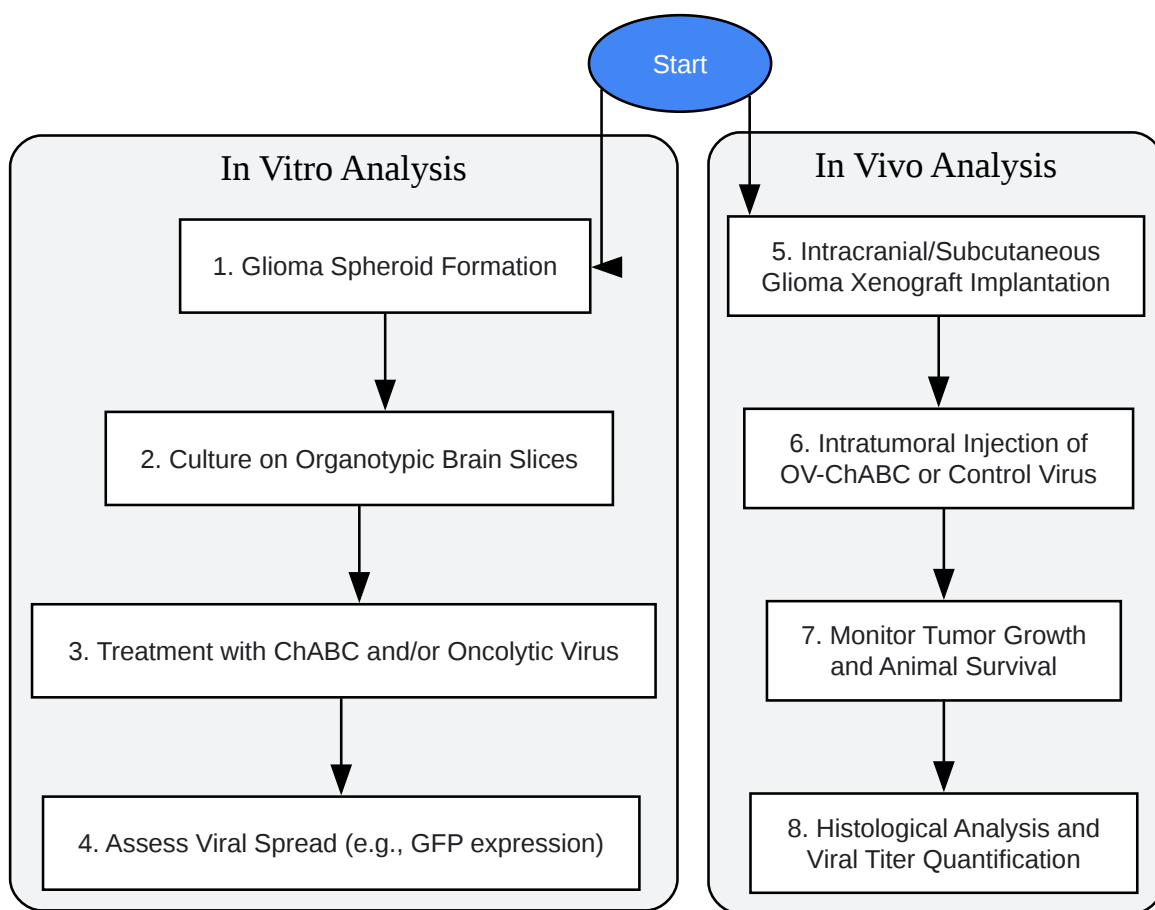 Start
In Vitro Analysis
1. Glioma Spheroid Formation
2. Culture on Organotypic Brain Slices
3. Treatment with ChABC and/or Oncolytic Virus
4. Assess Viral Spread (e.g., GFP expression)
In Vivo Analysis
5. Intracranial/Subcutaneous
Glioma Xenograft Implantation
6. Intratumoral Injection of
OV-ChABC or Control Virus
7. Monitor Tumor Growth
and Animal Survival
8. Histological Analysis and
Viral Titer Quantification